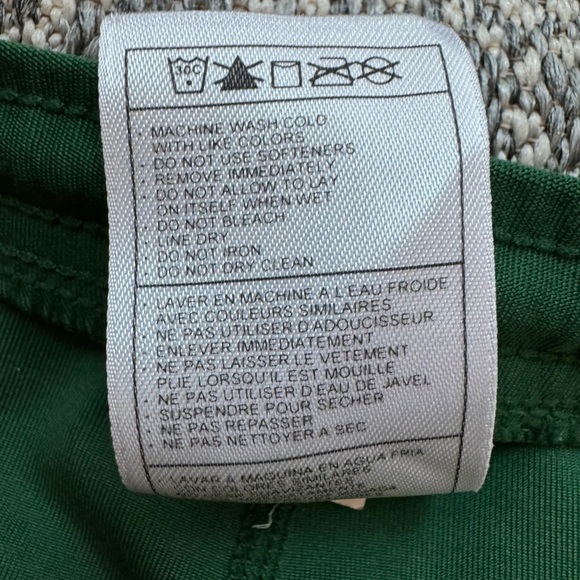 30C
· MACHINE WASH COLD
WITH LIKE COLORS
· DO NOT USE SOFTENERS
· REMOVE IMMEDIATELY
· DO NOT ALLOW TO LAY
ON ITSELF WHEN WET
· DO NOT BLEACH
· LINE DRY
· DO NOT IRON
· DO NOT DRY CLEAN
· LAVER EN MACHINE A L'EAU FROIDE
AVEC COULEURS SIMILAIRES
· NE PAS UTILISER D'ADOUCISSEUR
· ENLEVER IMMEDIATEMENT
· NE PAS LAISSER LE VETEMENT
PLIE LORSQU'IL EST MOUILLE
· NE PAS UTILISER D'EAU DE JAVEL
· SUSPENDRE POUR SECHER
· NE PAS REPASSER
· NE PAS NETTOYER A SEC
· LAVAR A MAQUINA EN AGUA FRIA
CON COLORES SIMILARES